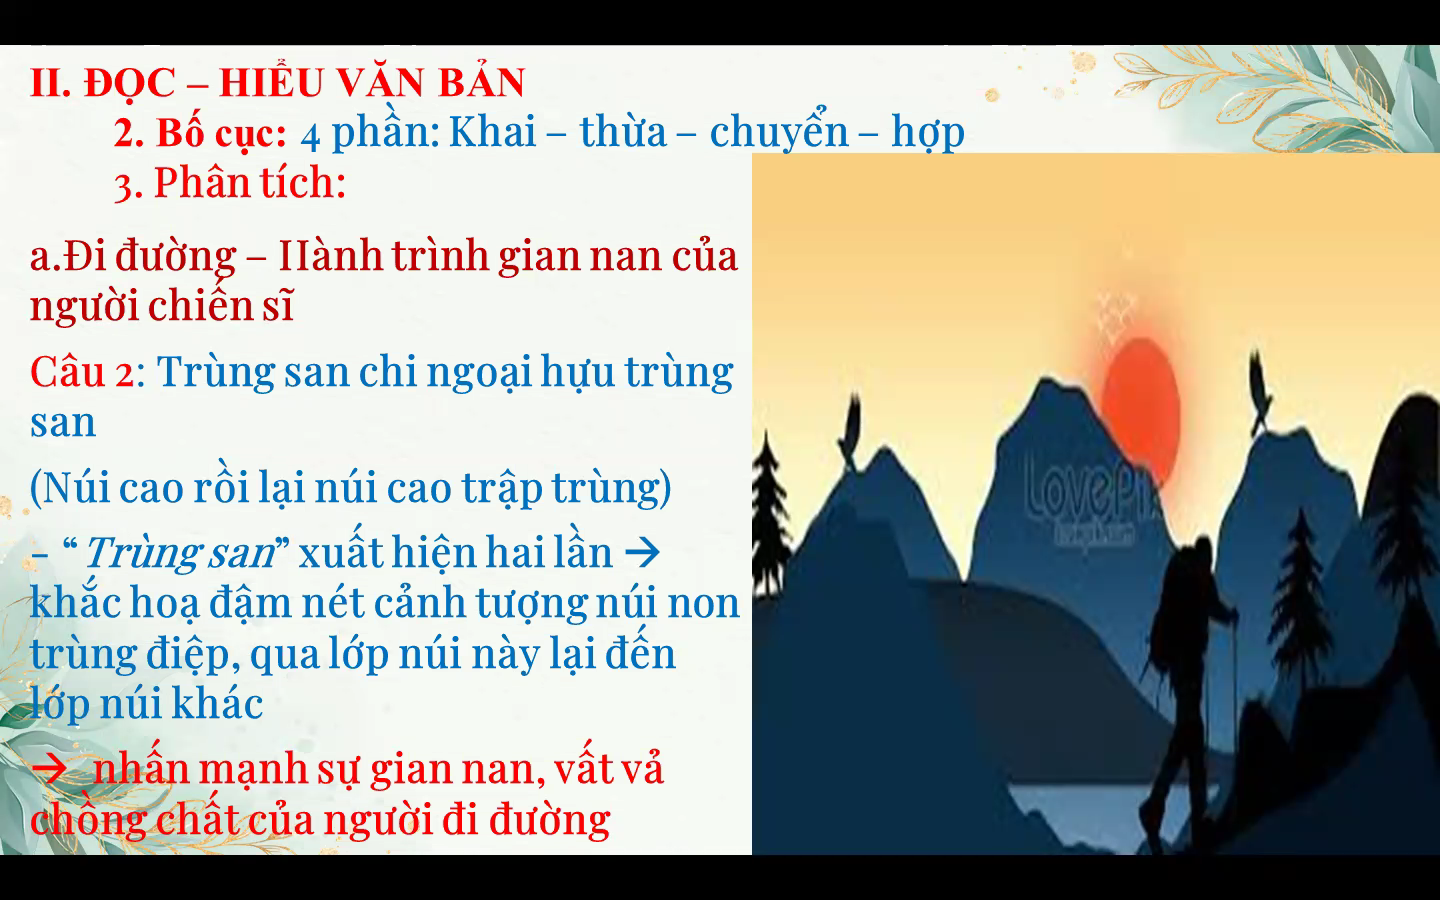 II. ĐỌC – HIỂU VĂN BẢN
2. Bố cục: 4 phần: Khai – thừa – chuyển – hợp
3. Phân tích:
a.Đi đường – Hành trình gian nan của
người chiến sĩ
Câu 2: Trùng san chi ngoại hựu trùng
san
(Núi cao rồi lại núi cao trập trùng)
- “ Trùng san” xuất hiện hai lần →
khắc hoạ đậm nét cảnh tượng núi non
trùng điệp, qua lớp núi này lại đến
lớp núi khác
→ nhấn mạnh sự gian nan, vất vả
chồng chất của người đi đường